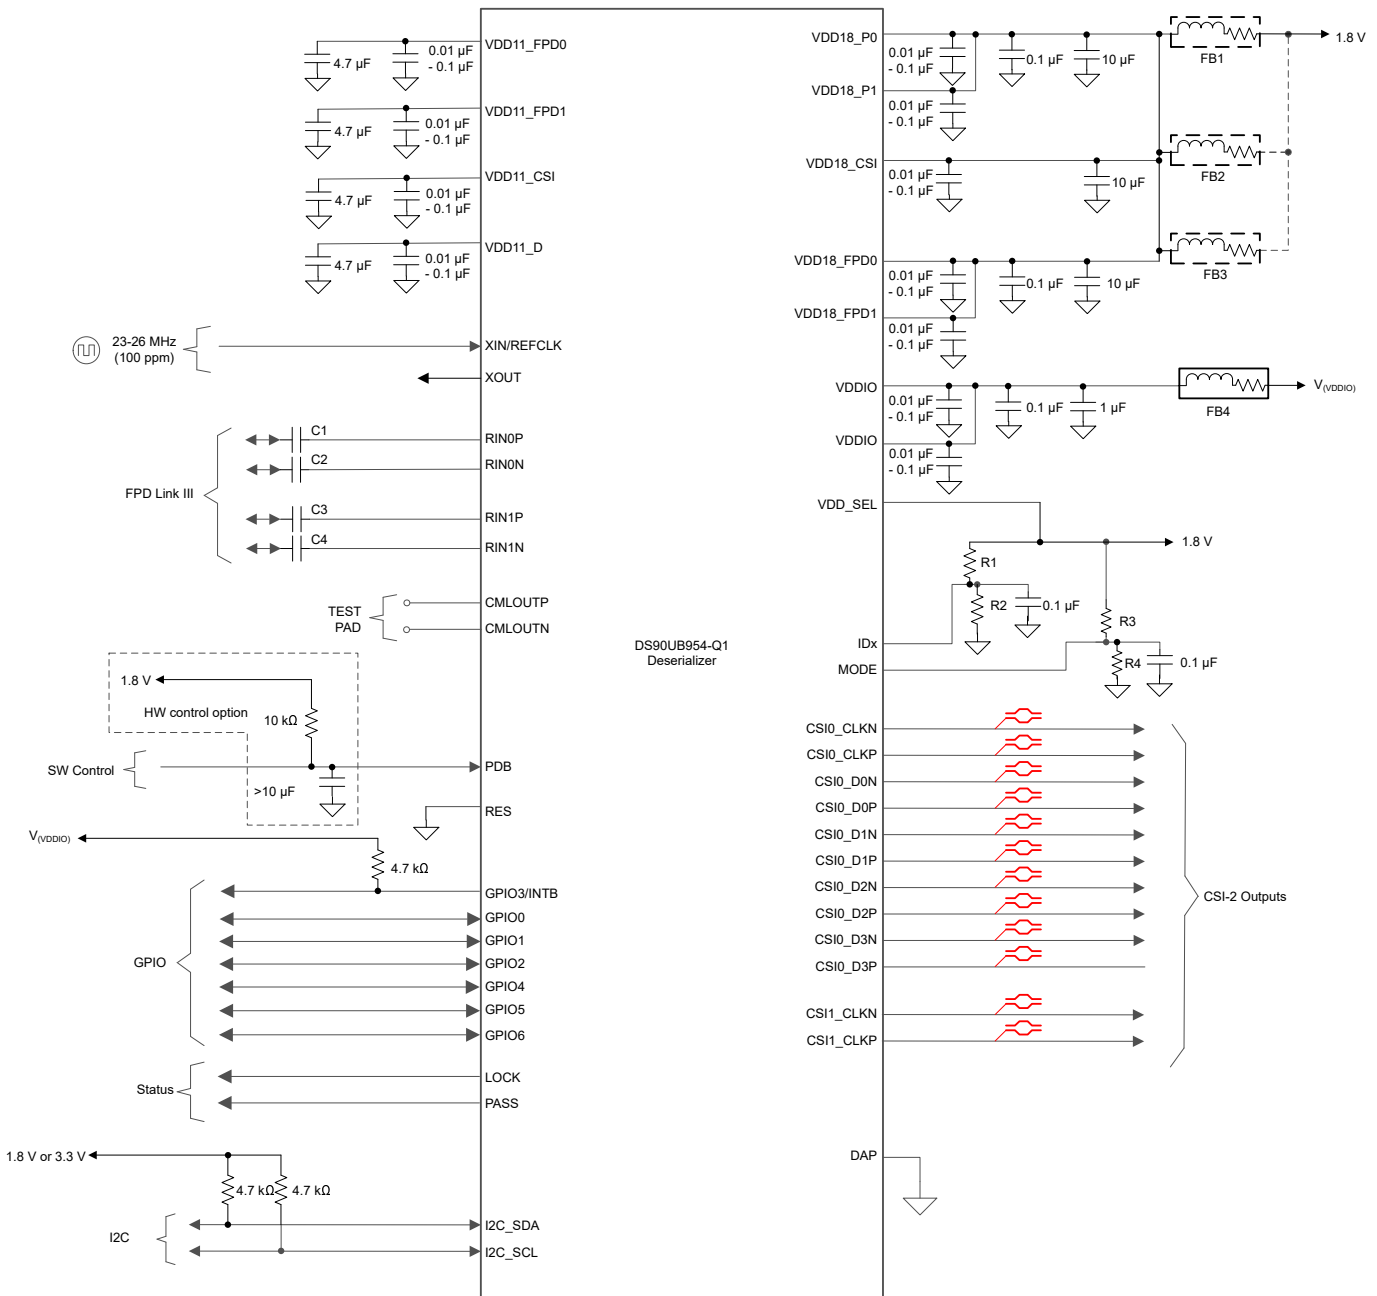 VDD11_FPD0
4.7 µF
0.01 µF
- 0.1 µF
VDD11_FPD1
4.7 µF
0.01 µF
- 0.1 µF
VDD11_CSI
4.7 µF
0.01 µF
- 0.1 µF
VDD11_D
4.7 µF
0.01 µF
- 0.1 µF
23-26 MHz
(100 ppm)
XIN/REFCLK
XOUT
FPD Link III
C1
RIN0P
C2
RIN0N
C3
RIN1P
C4
RIN1N
TEST
PAD
CMLOUTP
CMLOUTN
1.8 V
HW control option
10 kΩ
SW Control
PDB
>10 µF
RES
V(VDDIO)
4.7 kΩ
GPIO
GPIO3/INTB
GPIO0
GPIO1
GPIO2
GPIO4
GPIO5
GPIO6
Status
LOCK
PASS
1.8 V or 3.3 V
4.7 kΩ
4.7 kΩ
I2C
I2C_SDA
I2C_SCL
DS90UB954-Q1
Deserializer
VDD18_P0
0.01 µF
- 0.1 µF
0.1 µF
10 µF
FB1
1.8 V
VDD18_P1
0.01 µF
- 0.1 µF
VDD18_CSI
0.01 µF
- 0.1 µF
10 µF
FB2
VDD18_FPD0
0.01 µF
- 0.1 µF
0.1 µF
10 µF
FB3
VDD18_FPD1
0.01 µF
- 0.1 µF
VDDIO
0.01 µF
- 0.1 µF
0.1 µF
1 µF
FB4
V(VDDIO)
VDDIO
0.01 µF
- 0.1 µF
VDD_SEL
1.8 V
R1
R2
0.1 µF
R3
IDx
MODE
R4
0.1 µF
CSI0_CLKN
CSI0_CLKP
CSI0_D0N
CSI0_D0P
CSI0_D1N
CSI0_D1P
CSI0_D2N
CSI0_D2P
CSI0_D3N
CSI0_D3P
CSI1_CLKN
CSI1_CLKP
CSI-2 Outputs
DAP